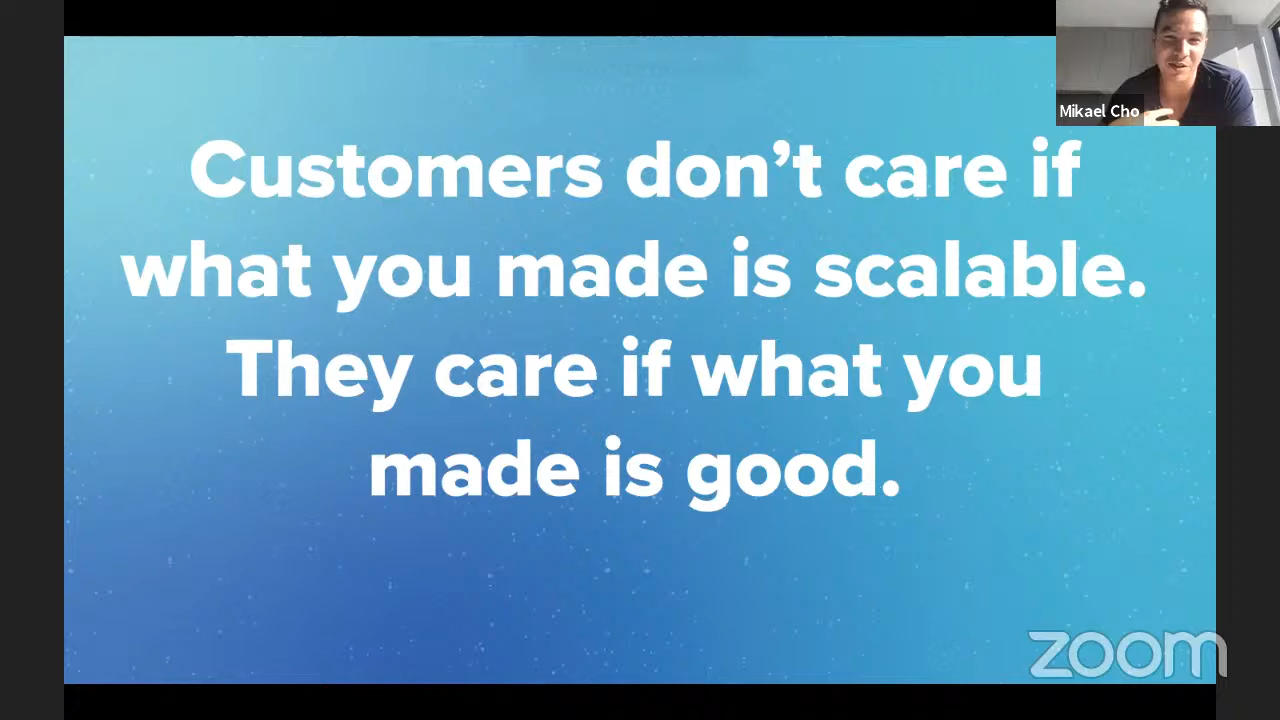 Mikael Cho
Customers don’t care if
what you made is scalable.
They care if what you
made is good.
zoom